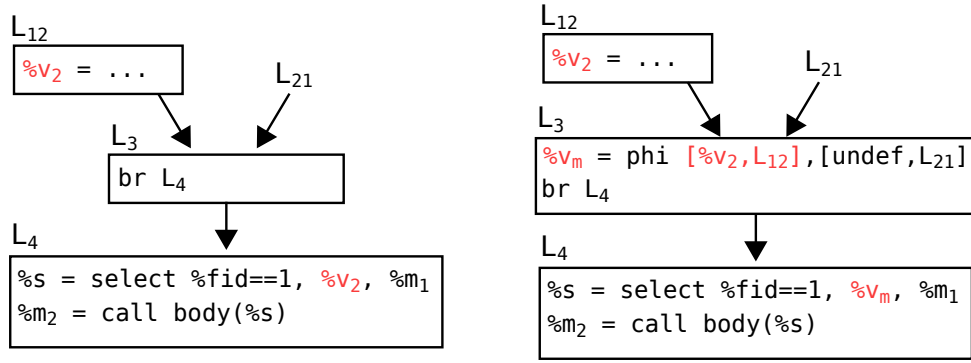 L12
%v2 = ...
L21
L3
br L4
L4
%s = select %fid==1, %v2, %m1
%m2 = call body(%s)
L12
%v2 = ...
L21
L3
%vm = phi [%v2,L12],[undef,L21]
br L4
L4
%s = select %fid==1, %vm, %m1
%m2 = call body(%s)